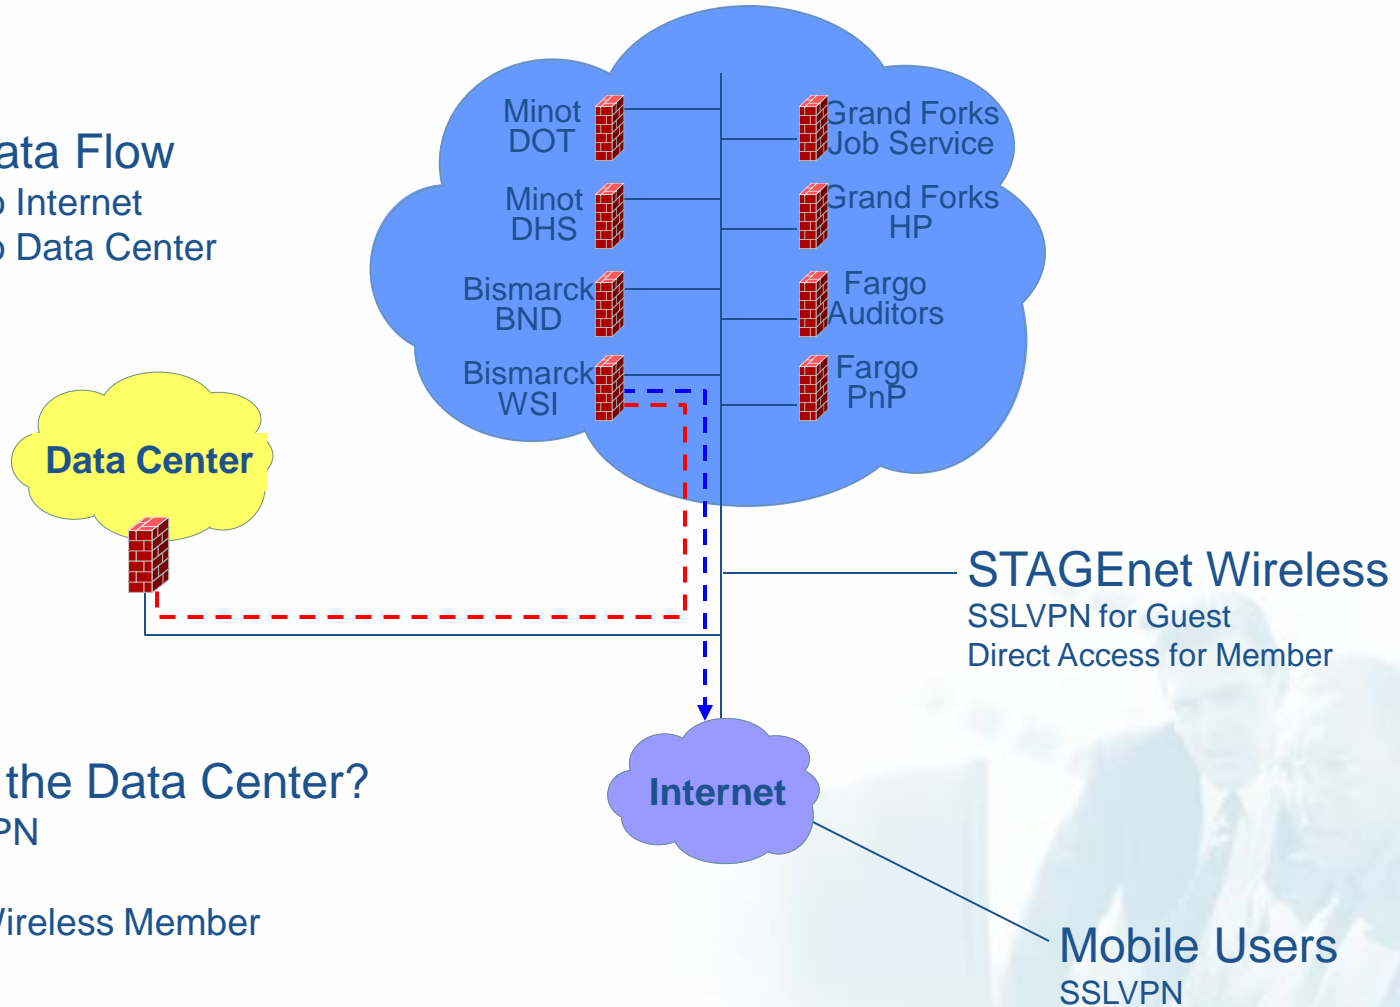 ata Flow
o Internet
o Data Center
Minot
DOT
Minot
DHS
Bismarck
BND
Bismarck
WSI
Grand Forks
Job Service
Grand Forks
HP
Fargo
Auditors
Fargo
PnP
Data Center
STAGEnet Wireless
SSLVPN for Guest
Direct Access for Member
Internet
the Data Center?
PN
Wireless Member
Mobile Users
SSLVPN